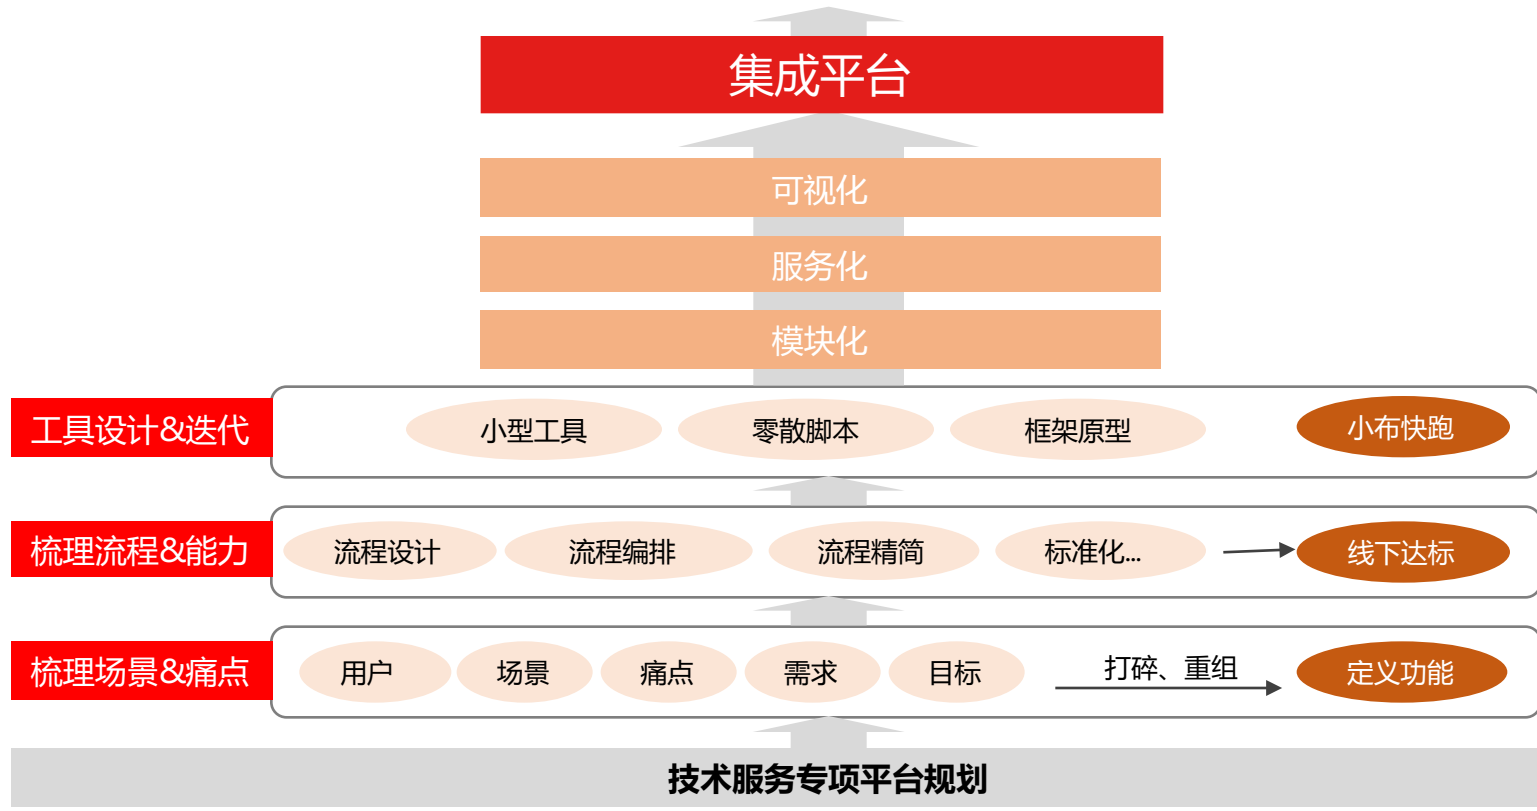 集成平台
可视化
服务化
模块化
工具设计&迭代
小型工具
零散脚本
框架原型
小布快跑
梳理流程&能力
流程设计
流程编排
流程精简
标准化...
线下达标
梳理场景&痛点
用户
场景
痛点
需求
目标
打碎、重组
定义功能
技术服务专项平台规划